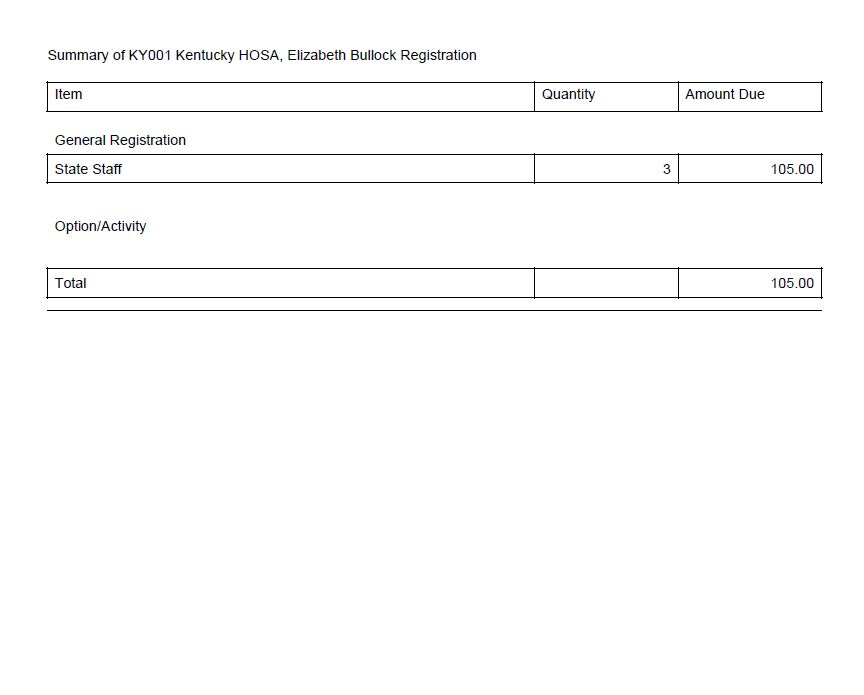 Summary of KY001 Kentucky HOSA, Elizabeth Bullock Registration
Item Quantity Amount Due
General Registration
State Staff 3 105.00
Option/Activity
Total 105.00